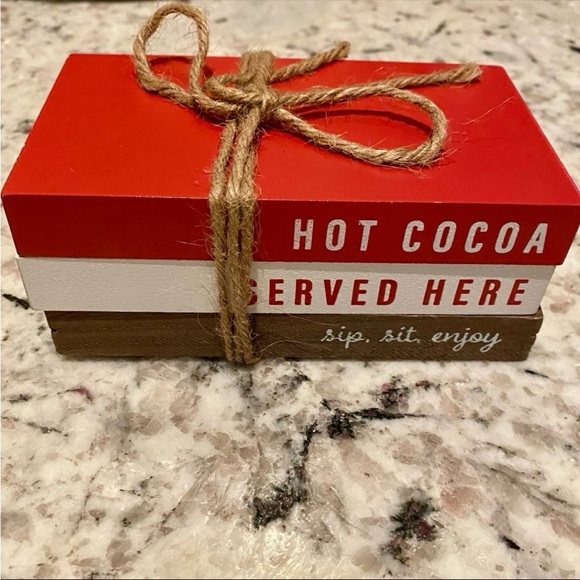 HOT COCOA
SERVED HERE
sip. sit. enjoy